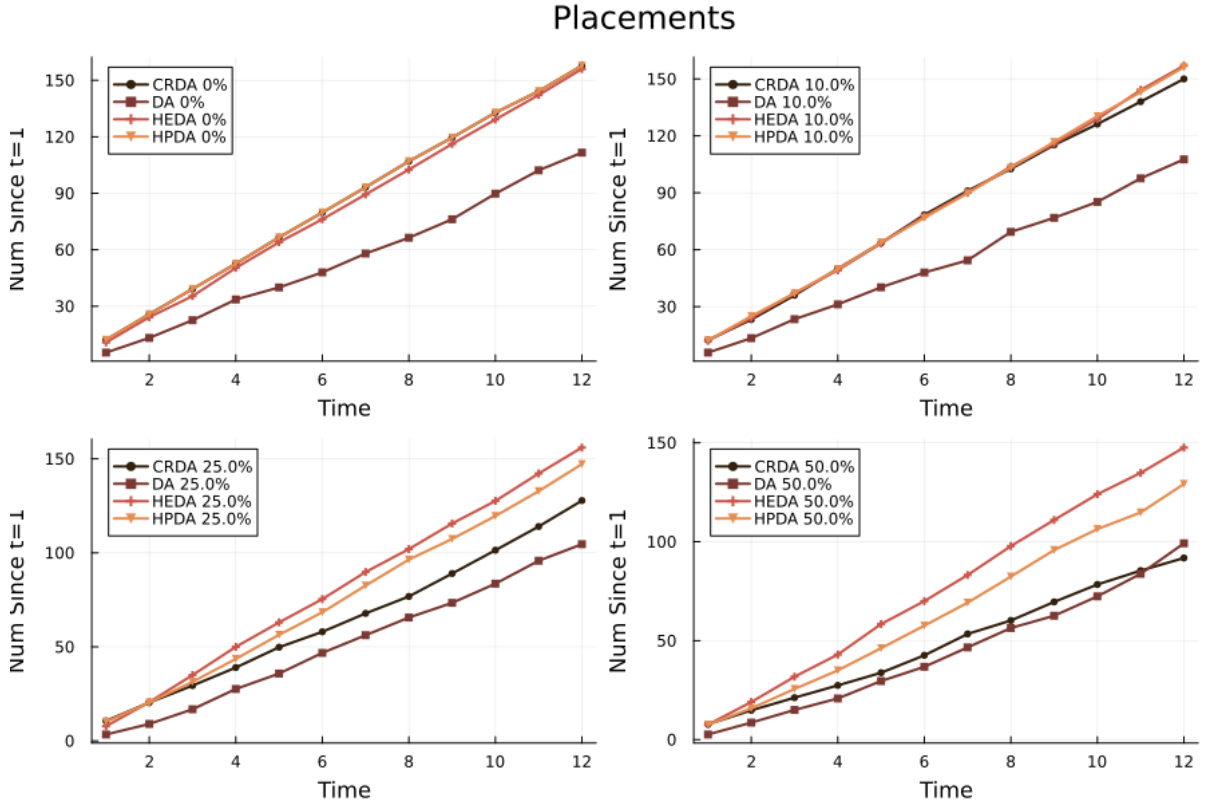 Placements
Num Since t=1
150
120
90
60
30
CRDA 0%
DA 0%
HEDA 0%
HPDA 0%
2 4 6 8 10 12
Time
Num Since t=1
150
120
90
60
30
CRDA 10.0%
DA 10.0%
HEDA 10.0%
HPDA 10.0%
2 4 6 8 10 12
Time
Num Since t=1
150
100
50
0
CRDA 25.0%
DA 25.0%
HEDA 25.0%
HPDA 25.0%
2 4 6 8 10 12
Time
Num Since t=1
150
100
50
0
CRDA 50.0%
DA 50.0%
HEDA 50.0%
HPDA 50.0%
2 4 6 8 10 12
Time